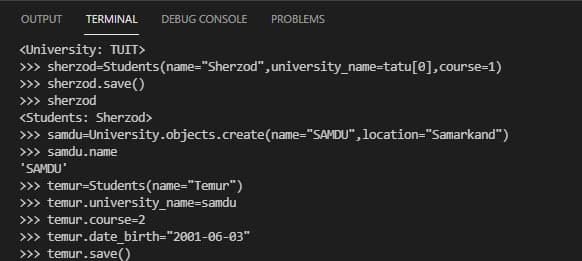 OUTPUT TERMINAL DEBUG CONSOLE PROBLEMS
<University: TUIT>
>>> sherzod=Students(name="Sherzod",university_name=tatu[0],course=1)
>>> sherzod.save()
>>> sherzod
<Students: Sherzod>
>>> samdu=University.objects.create(name="SAMDU",location="Samarkand")
>>> samdu.name
'SAMDU'
>>> temur=Students(name="Temur")
>>> temur.university_name=samdu
>>> temur.course=2
>>> temur.date_birth="2001-06-03"
>>> temur.save()